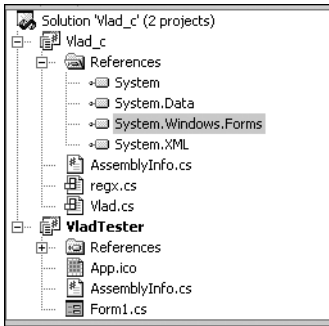 Solution 'Vlad_c' (2 projects)
Vlad_c
References
System
System.Data
System.Windows.Forms
System.XML
AssemblyInfo.cs
regx.cs
Vlad.cs
VladTester
References
App.ico
AssemblyInfo.cs
Form1.cs